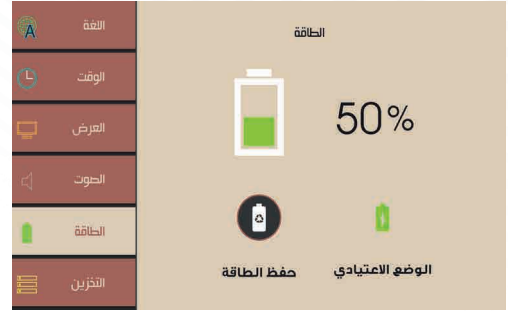 اللغة
الوقت
العرض
الصوت
الطاقة
التخزين
الطاقة
50%
حفظ الطاقة
الوضع الاعتيادي